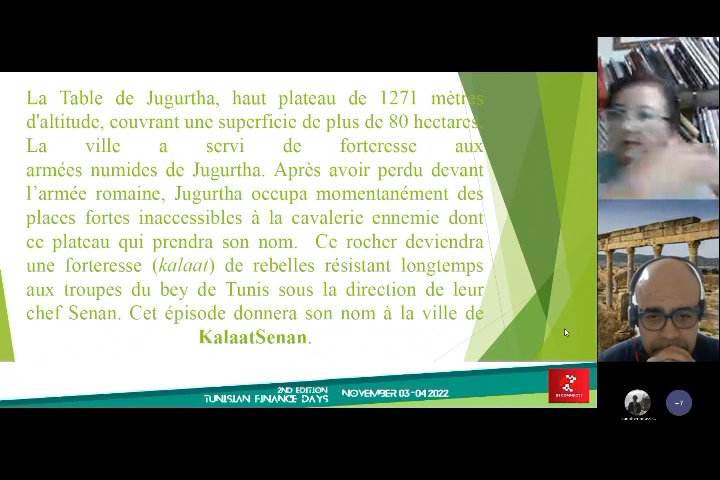 La Table de Jugurtha, haut plateau de 1271 mètres
d'altitude, couvrant une superficie de plus de 80 hectares.
La ville a servi de forteresse aux
armées numides de Jugurtha. Après avoir perdu devant
l’armée romaine, Jugurtha occupa momentanément des
places fortes inaccessibles à la cavalerie ennemie dont
ce plateau qui prendra son nom. Ce rocher deviendra
une forteresse (kalaat) de rebelles résistant longtemps
aux troupes du bey de Tunis sous la direction de leur
chef Senan. Cet épisode donnera son nom à la ville de
KalaatSenan.
2ND EDITION
TUNISIAN FINANCE DAYS
NOVEMBER 03-04 2022
+7